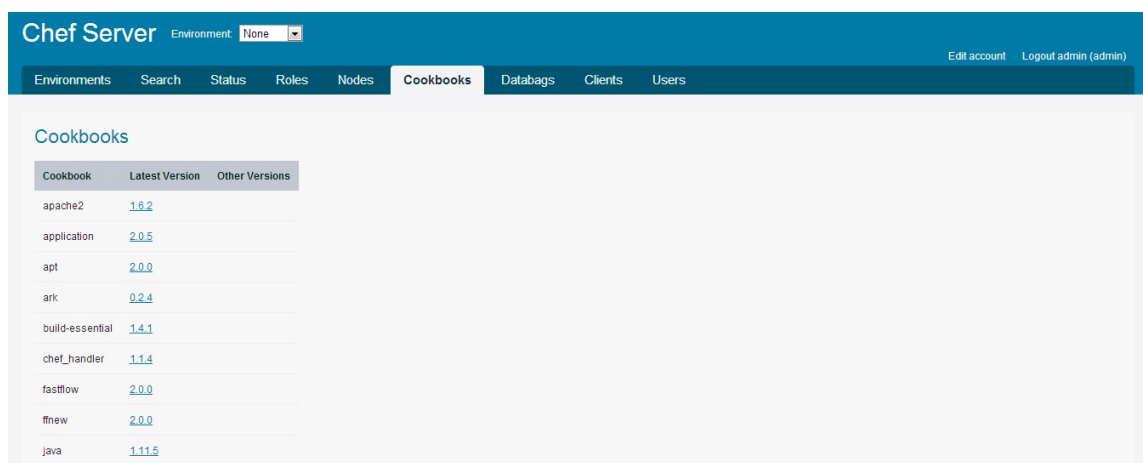 Chef Server Environment: None
Edit account Logout admin (admin)
Environments Search Status Roles Nodes Cookbooks Databags Clients Users
Cookbooks
Cookbook Latest Version Other Versions
apache2 1.6.2
application 2.0.5
apt 2.0.0
ark 0.2.4
build-essential 1.4.1
chef_handler 1.1.4
fastflow 2.0.0
ffnew 2.0.0
java 1.11.5